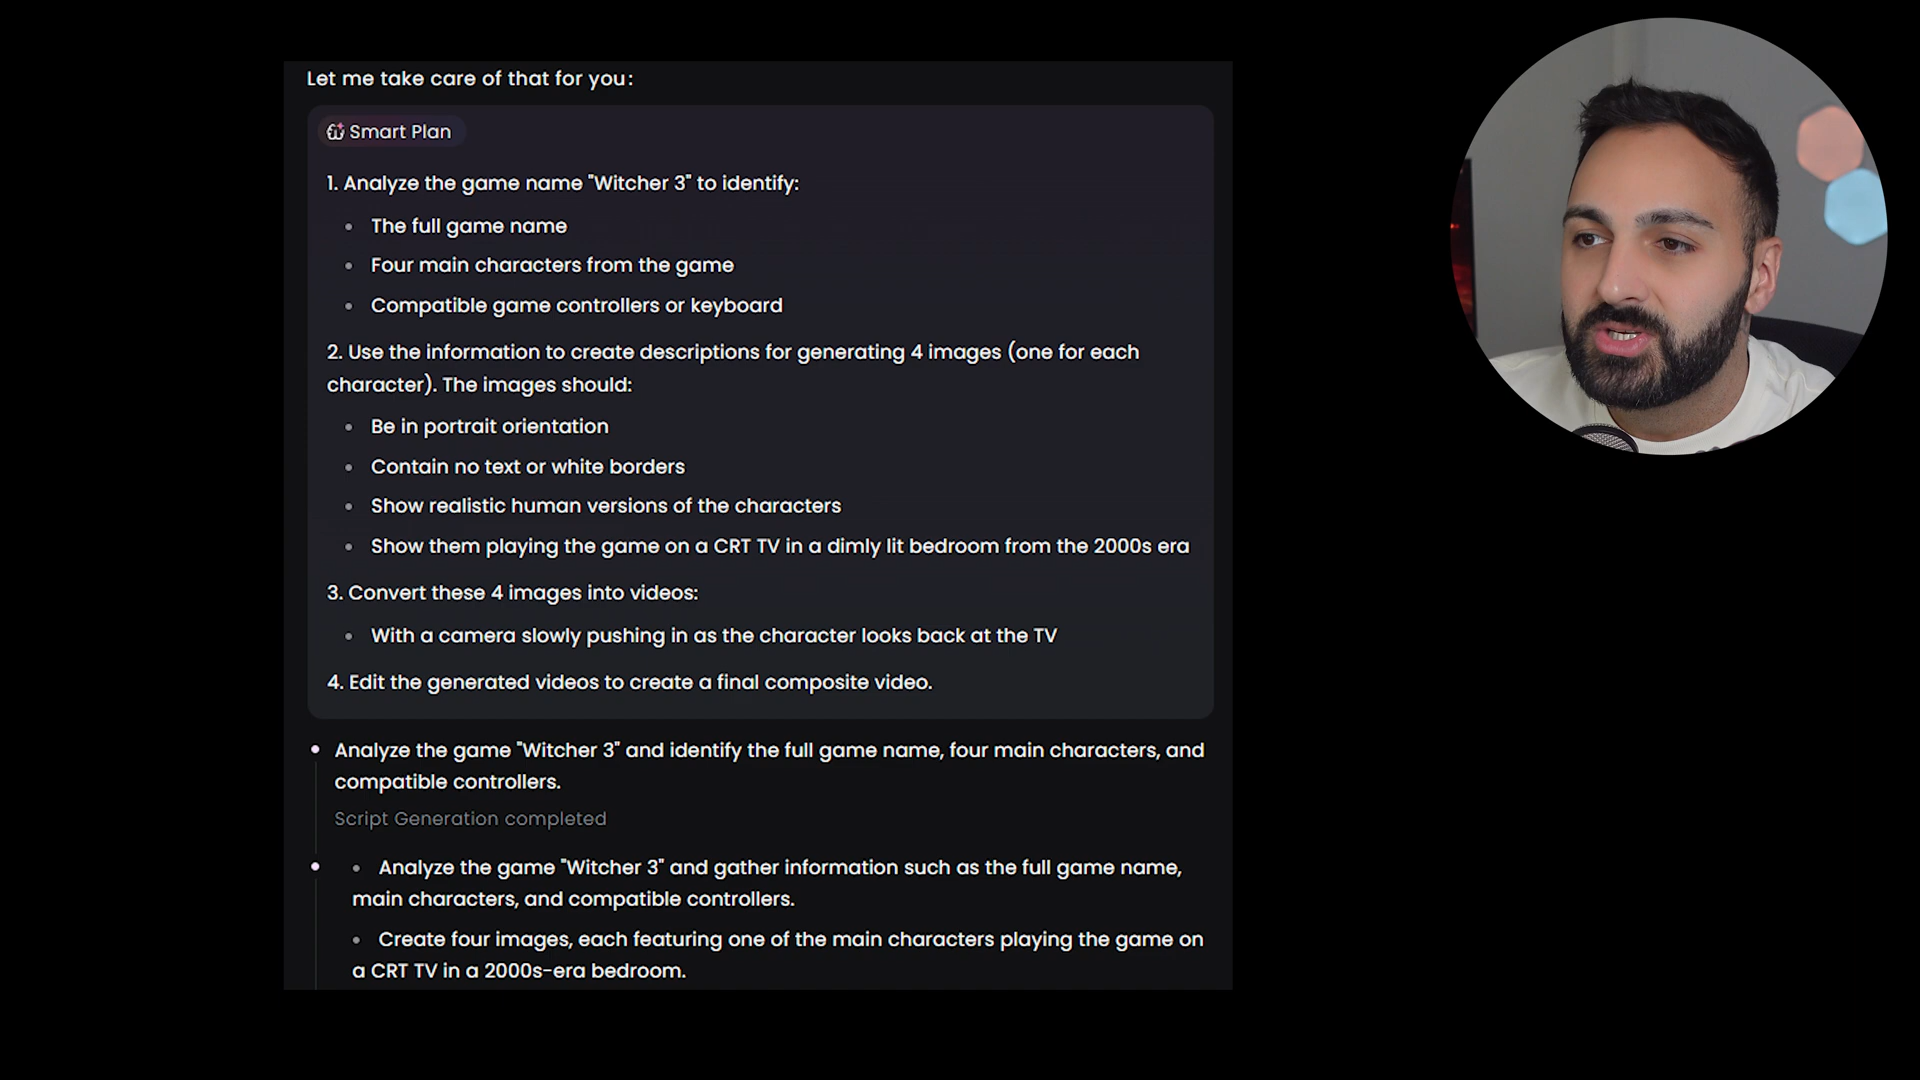 Let me take care of that for you:
Smart Plan
1. Analyze the game name "Witcher 3" to identify:
• The full game name
• Four main characters from the game
• Compatible game controllers or keyboard
2. Use the information to create descriptions for generating 4 images (one for each
character). The images should:
• Be in portrait orientation
• Contain no text or white borders
• Show realistic human versions of the characters
• Show them playing the game on a CRT TV in a dimly lit bedroom from the 2000s era
3. Convert these 4 images into videos:
• With a camera slowly pushing in as the character looks back at the TV
4. Edit the generated videos to create a final composite video.
• Analyze the game "Witcher 3" and identify the full game name, four main characters, and
compatible controllers.
Script Generation completed
• Analyze the game "Witcher 3" and gather information such as the full game name,
main characters, and compatible controllers.
• Create four images, each featuring one of the main characters playing the game on
a CRT TV in a 2000s-era bedroom.